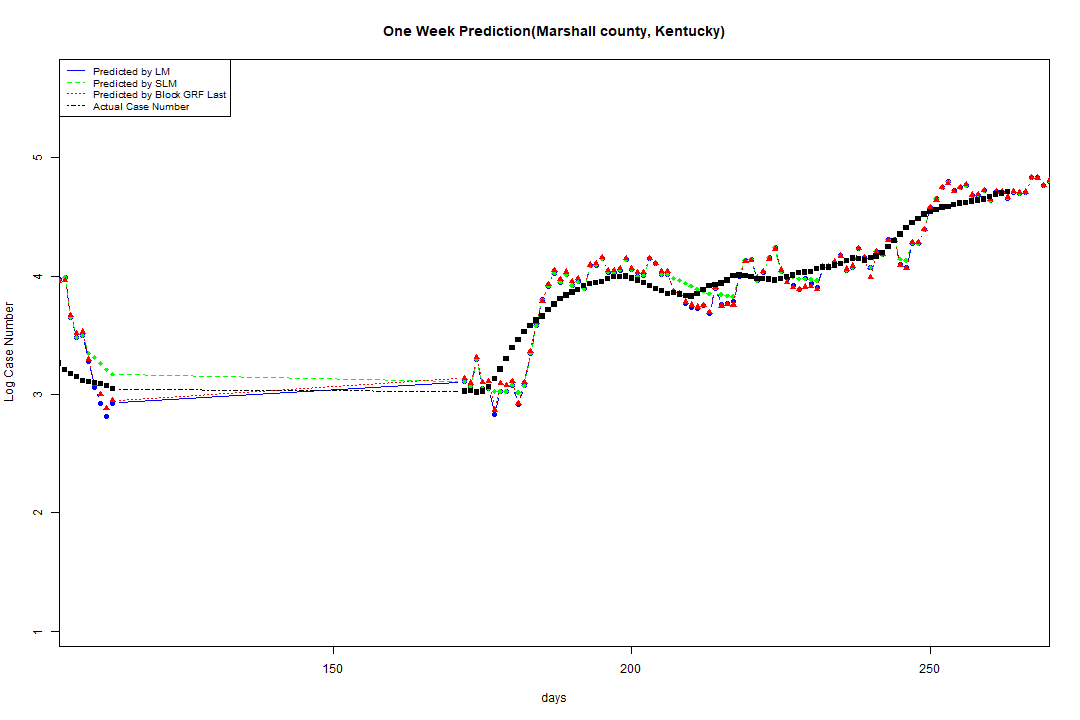 One Week Prediction(Marshall county, Kentucky)
Predicted by LM
Predicted by SLM
Predicted by Block GRF Last
Actual Case Number
5
4
3
2
1
Log Case Number
150 200 250
days